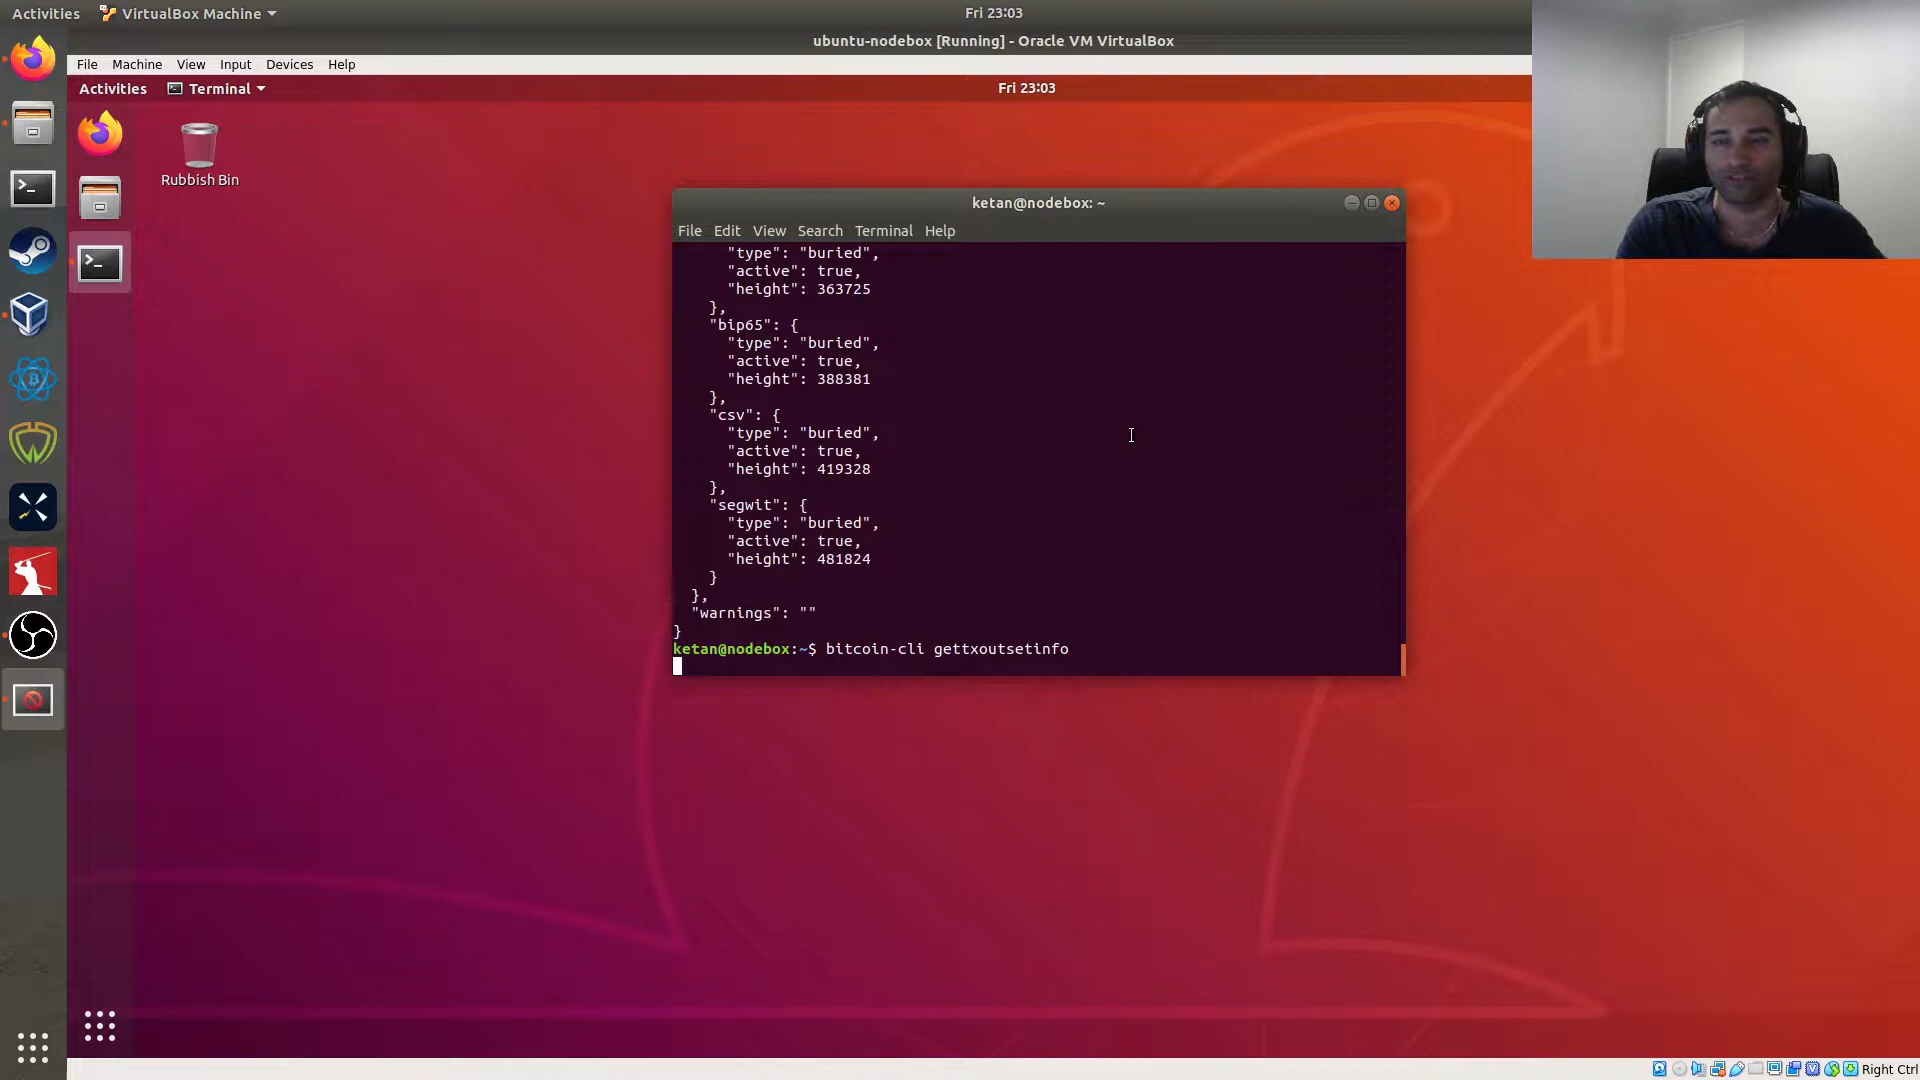 Activities VirtualBox Machine Fri 23:03
ubuntu-nodebox [Running] - Oracle VM VirtualBox
File Machine View Input Devices Help
Activities Terminal Fri 23:03
Rubbish Bin
ketan@nodebox: ~
File Edit View Search Terminal Help
"type": "buried",
"active": true,
"height": 363725
},
"bip65": {
"type": "buried",
"active": true,
"height": 388381
},
"csv": {
"type": "buried",
"active": true,
"height": 419328
},
"segwit": {
"type": "buried",
"active": true,
"height": 481824
}
},
"warnings": ""
}
ketan@nodebox:~$ bitcoin-cli gettxoutsetinfo
Right Ctrl